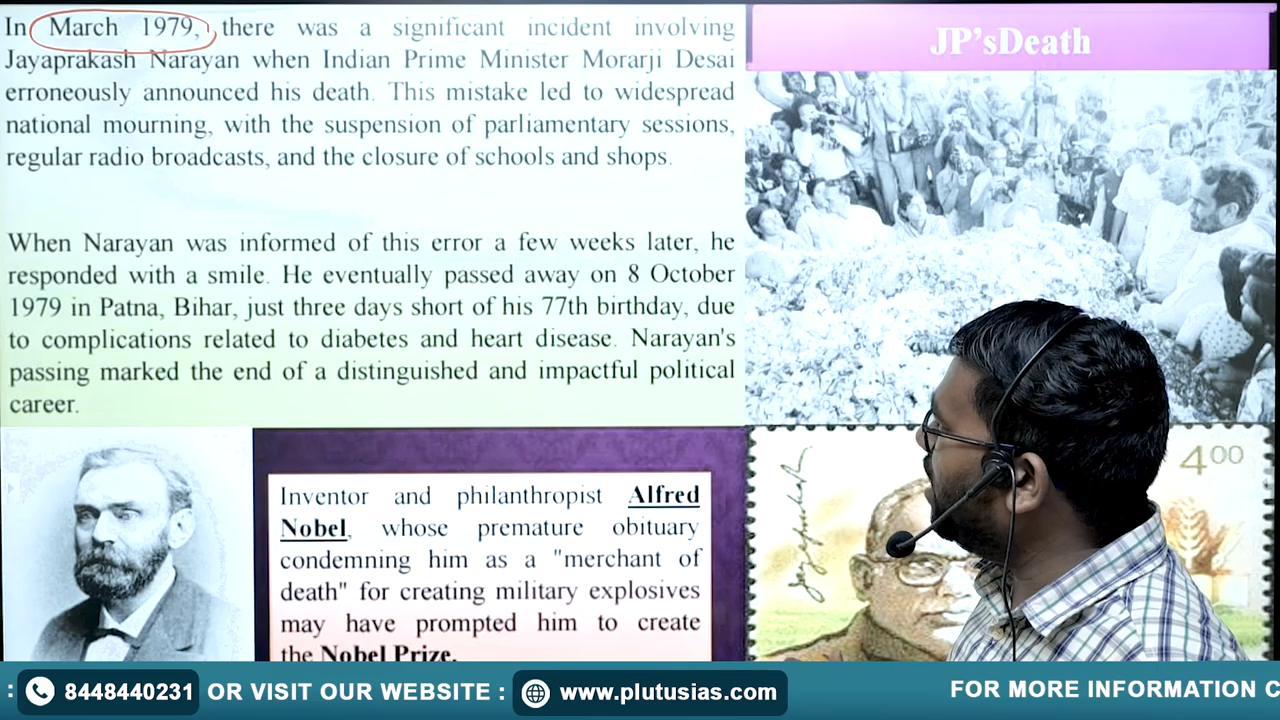 In March 1979, there was a significant incident involving
Jayaprakash Narayan when Indian Prime Minister Morarji Desai
erroneously announced his death. This mistake led to widespread
national mourning, with the suspension of parliamentary sessions,
regular radio broadcasts, and the closure of schools and shops.
When Narayan was informed of this error a few weeks later, he
responded with a smile. He eventually passed away on 8 October
1979 in Patna, Bihar, just three days short of his 77th birthday, due
to complications related to diabetes and heart disease. Narayan's
passing marked the end of a distinguished and impactful political
career.
JP'sDeath
Inventor and philanthropist Alfred
Nobel, whose premature obituary
condemning him as a "merchant of
death" for creating military explosives
may have prompted him to create
the Nobel Prize.
400
: 8448440231 OR VISIT OUR WEBSITE : www.plutusias.com FOR MORE INFORMATION C